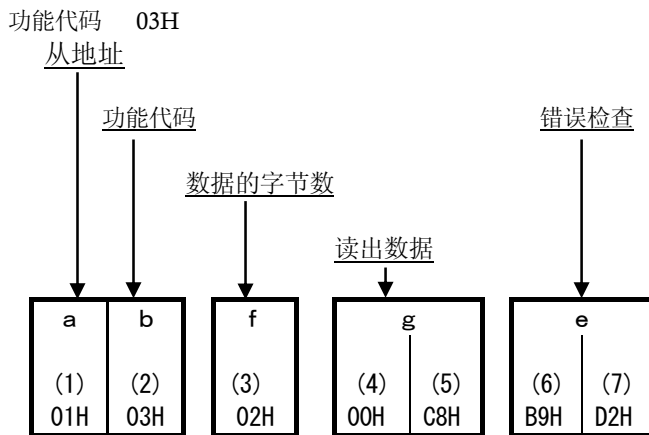 功能代码 03H
从地址
功能代码 错误检查
数据的字节数
读出数据
a b f g e
(1) (2) (3) (4) (5) (6) (7)
01H 03H 02H 00H C8H B9H D2H